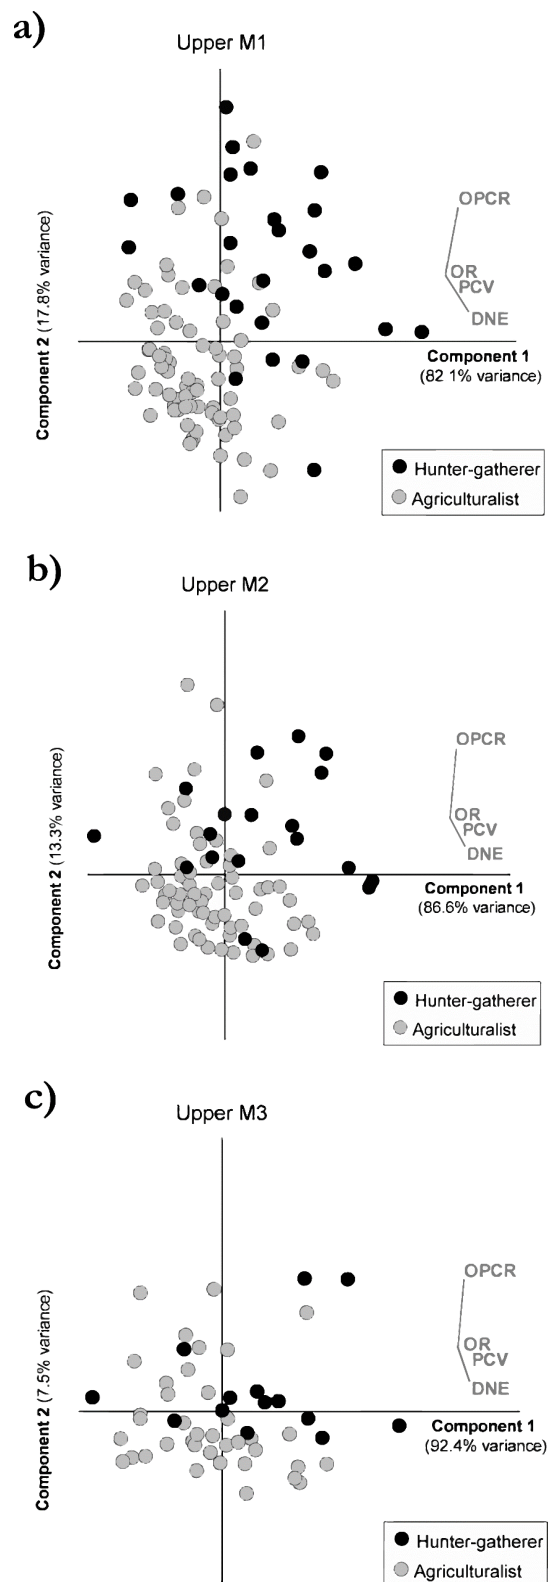 a)
Upper M1
Component 2 (17.8% variance)
OPCR
OR
PCV
DNE
Component 1
(82 1% variance)
Hunter-gatherer
Agriculturalist
b)
Upper M2
Component 2 (13.3% variance)
OPCR
OR
PCV
DNE
Component 1
(86.6% variance)
Hunter-gatherer
Agriculturalist
c)
Upper M3
Component 2 (7.5% variance)
OPCR
OR
PCV
DNE
Component 1
(92.4% variance)
Hunter-gatherer
Agriculturalist